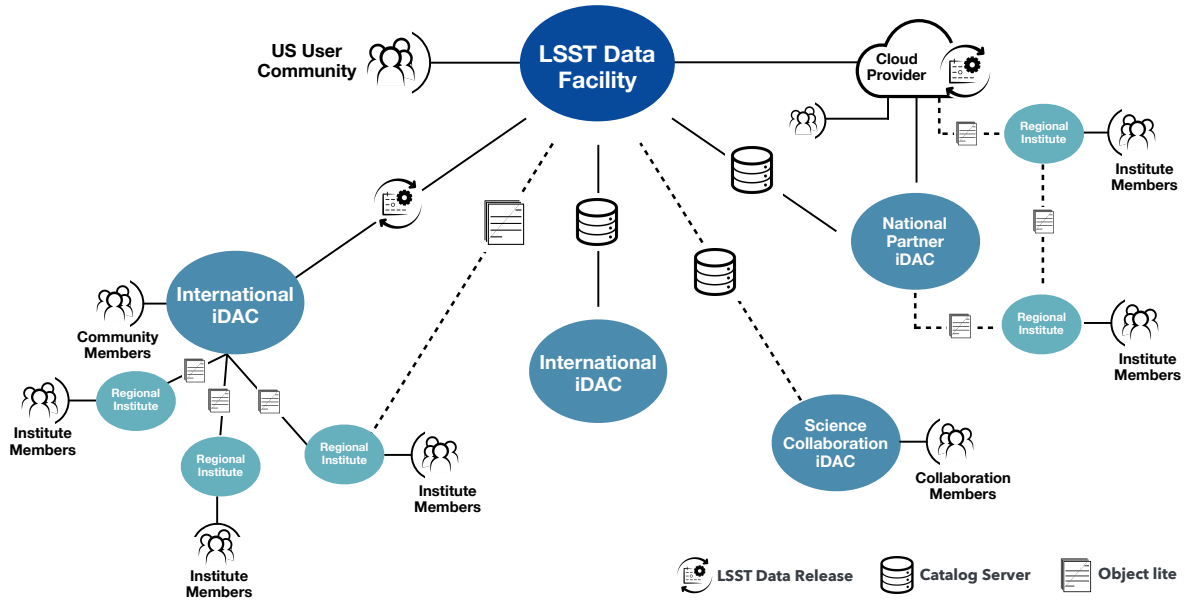 US User
Community
LSST Data
Facility
Cloud
Provider
Regional
Institute
Institute
Members
National
Partner
iDAC
International
iDAC
Community
Members
Regional
Institute
Institute
Members
International
iDAC
Regional
Institute
Institute
Members
Regional
Institute
Institute
Members
Regional
Institute
Institute
Members
Science
Collaboration
iDAC
Collaboration
Members
LSST Data Release
Catalog Server
Object lite